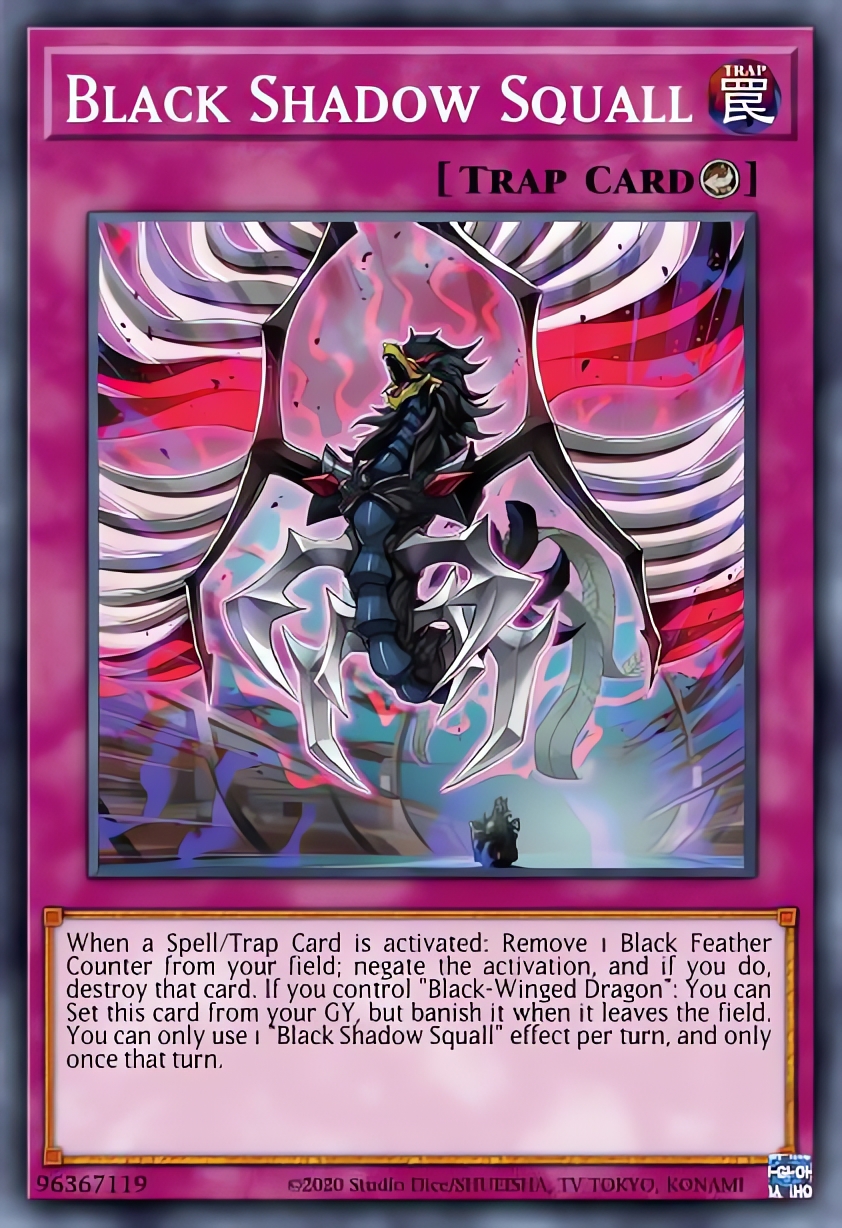 Black Shadow Squall
TRAP
罠
[Trap Card]
When a Spell/Trap Card is activated: Remove 1 Black Feather
Counter from your field; negate the activation, and if you do,
destroy that card. If you control "Black-Winged Dragon": You can
Set this card from your GY, but banish it when it leaves the field.
You can only use 1 "Black Shadow Squall" effect per turn, and only
once that turn.
96367119
©2020 Studio Dice/SHUEISHA, TV TOKYO, KONAMI